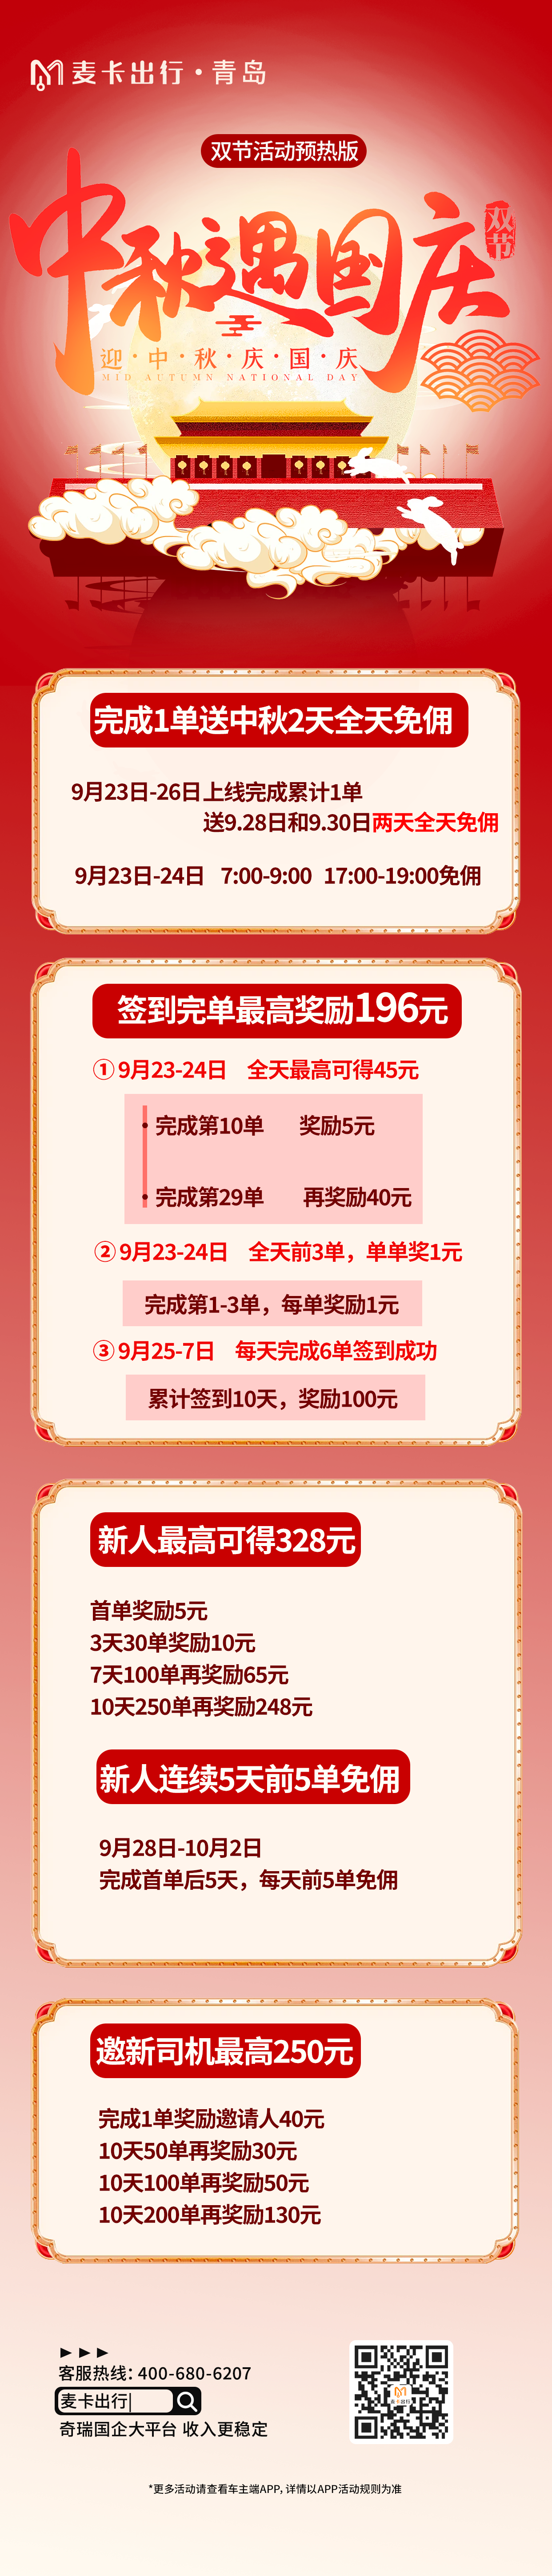 麦卡出行·青岛
双节活动预热版
中秋遇国庆
双节
迎·中·秋·庆·国·庆
MID AUTUMN NATIONAL DAY
完成1单送中秋2天全天免佣
9月23日-26日上线完成累计1单
送9.28日和9.30日两天全天免佣
9月23日-24日 7:00-9:00 17:00-19:00免佣
签到完单最高奖励196元
①9月23-24日 全天最高可得45元
完成第10单 奖励5元
完成第29单 再奖励40元
②9月23-24日 全天前3单，单单奖1元
完成第1-3单，每单奖励1元
③9月25-7日 每天完成6单签到成功
累计签到10天，奖励100元
新人最高可得328元
首单奖励5元
3天30单奖励10元
7天100单再奖励65元
10天250单再奖励248元
新人连续5天前5单免佣
9月28日-10月2日
完成首单后5天，每天前5单免佣
邀新司机最高250元
完成1单奖励邀请人40元
10天50单再奖励30元
10天100单再奖励50元
10天200单再奖励130元
客服热线：400-680-6207
麦卡出行
奇瑞国企大平台 收入更稳定
麦卡出行
*更多活动请查看车主端APP，详情以APP活动规则为准